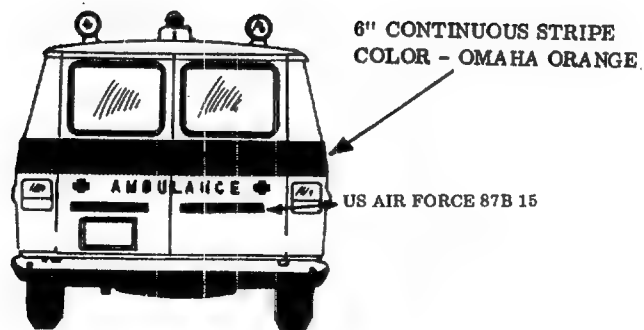 6" CONTINUOUS STRIPE
COLOR - OMAHA ORANGE
AMBULANCE
US AIR FORCE 87B 15